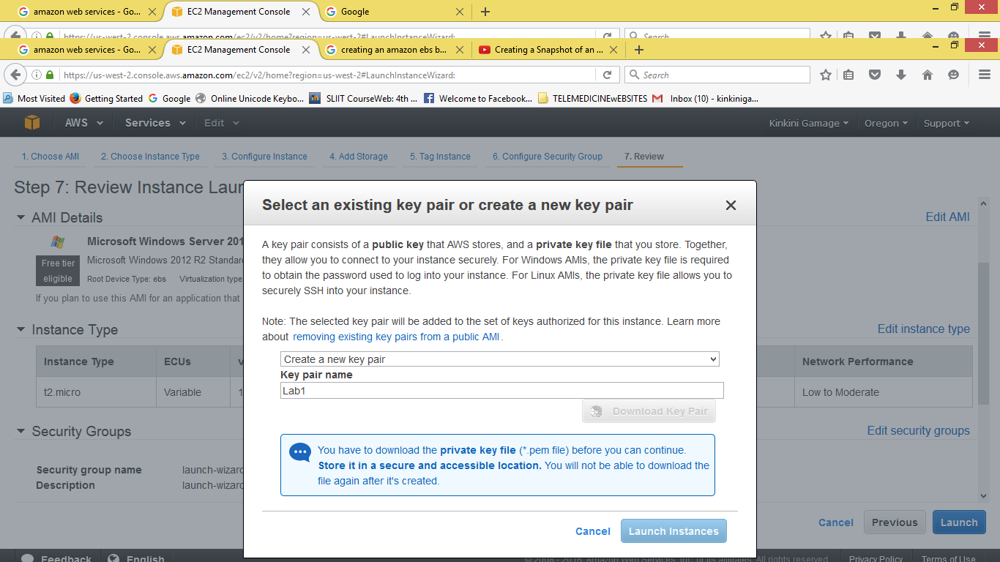 amazon web services - Go...
EC2 Management Console
Google
https://us-west-2.console.aws.amazon.com/ec2/v2/home?region=us-west-2#LaunchInstanceWizard:
Search
amazon web services - Go...
EC2 Management Console
creating an amazon ebs b...
Creating a Snapshot of an ...
https://us-west-2.console.aws.amazon.com/ec2/v2/home?region=us-west-2#LaunchInstanceWizard:
Search
Most Visited
Getting Started
Google
Online Unicode Keybo...
SLIIT CourseWeb: 4th ...
Welcome to Facebook...
TELEMEDICINEwEBSITES
Inbox (10) - kinkiniga...
AWS
Services
Edit
Kinkini Gamage
Oregon
Support
1. Choose AMI
2. Choose Instance Type
3. Configure Instance
4. Add Storage
5. Tag Instance
6. Configure Security Group
7. Review
Step 7: Review Instance Laun
AMI Details
Edit AMI
Microsoft Windows Server 201
Free tier
eligible
Microsoft Windows 2012 R2 Standard
Root Device Type: ebs
Virtualization type
If you plan to use this AMI for an application that
Instance Type
Edit instance type
Instance Type
ECUs
v
Network Performance
t2.micro
Variable
1
Low to Moderate
Security Groups
Edit security groups
Security group name
launch-wizard
Description
launch-wizard
Cancel
Previous
Launch
Select an existing key pair or create a new key pair
A key pair consists of a public key that AWS stores, and a private key file that you store. Together,
they allow you to connect to your instance securely. For Windows AMIs, the private key file is required
to obtain the password used to log into your instance. For Linux AMIs, the private key file allows you to
securely SSH into your instance.
Note: The selected key pair will be added to the set of keys authorized for this instance. Learn more
about removing existing key pairs from a public AMI.
Create a new key pair
Key pair name
Lab1
Download Key Pair
You have to download the private key file (*.pem file) before you can continue.
Store it in a secure and accessible location. You will not be able to download the
file again after it's created.
Cancel
Launch Instances
Feedback
English
© 2008 - 2016, Amazon Web Services, Inc. or its affiliates. All rights reserved.
Privacy Policy
Terms of Use